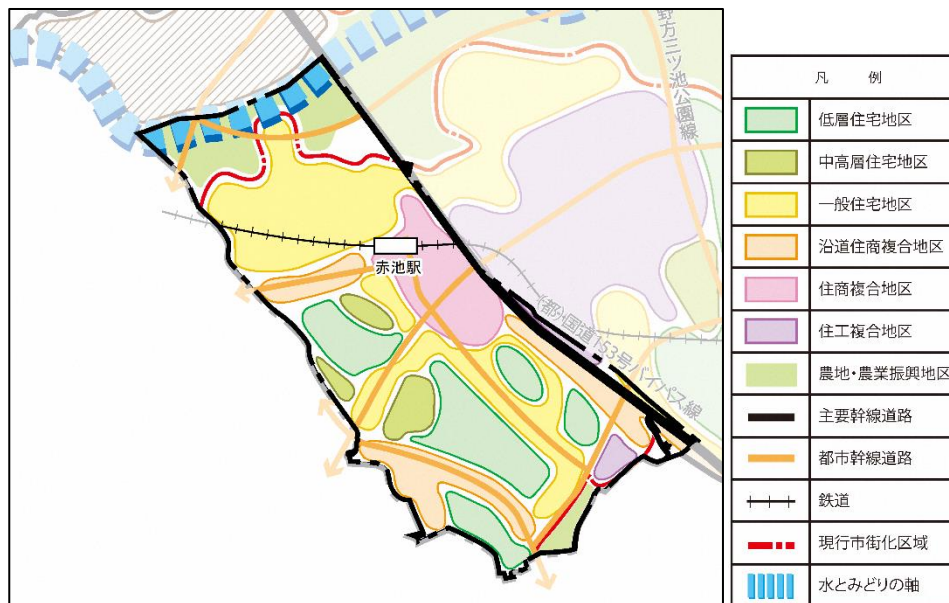 野方三ツ池公園線
赤池駅
(都)国道153号バイパス線
凡 例
低層住宅地区
中高層住宅地区
一般住宅地区
沿道住商複合地区
住商複合地区
住工複合地区
農地・農業振興地区
主要幹線道路
都市幹線道路
鉄道
現行市街化区域
水とみどりの軸